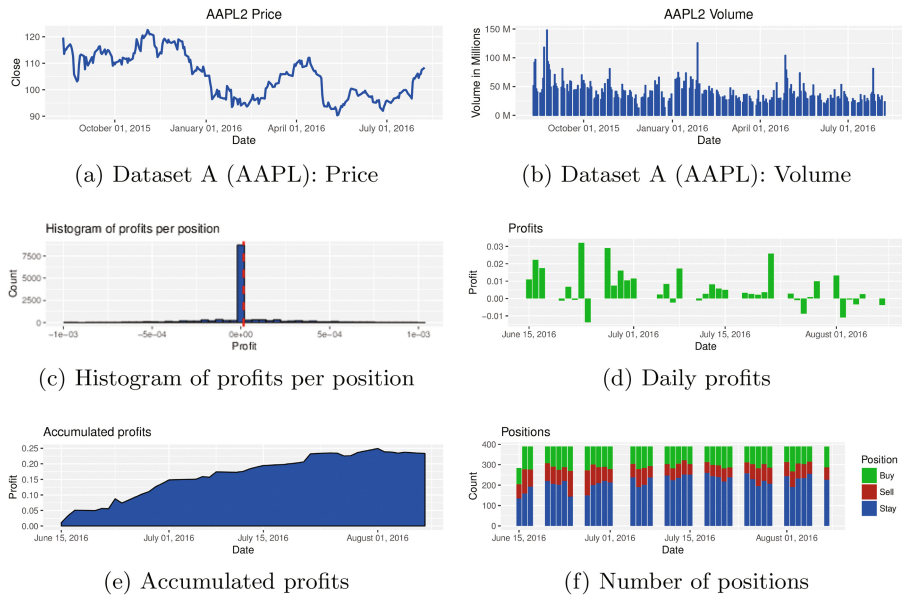 AAPL2 Price
Close
120
110
100
90
October 01, 2015
January 01, 2016
April 01, 2016
July 01, 2016
Date
(a) Dataset A (AAPL): Price
AAPL2 Volume
Volume in Millions
150 M
100 M
50 M
0 M
October 01, 2015
January 01, 2016
April 01, 2016
July 01, 2016
Date
(b) Dataset A (AAPL): Volume
Histogram of profits per position
Count
7500
5000
2500
0
−1e−03
−5e−04
0e+00
5e−04
1e−03
Profit
(c) Histogram of profits per position
Profits
Profit
0.03
0.02
0.01
0.00
−0.01
June 15, 2016
July 01, 2016
July 15, 2016
August 01, 2016
Date
(d) Daily profits
Accumulated profits
Profit
0.25
0.20
0.15
0.10
0.05
0.00
June 15, 2016
July 01, 2016
July 15, 2016
August 01, 2016
Date
(e) Accumulated profits
Positions
Count
400
300
200
100
0
June 15, 2016
July 01, 2016
July 15, 2016
August 01, 2016
Date
Position
Buy
Sell
Stay
(f) Number of positions